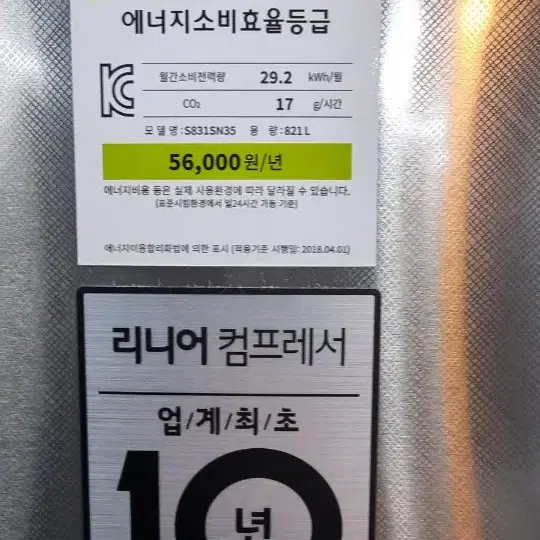 에너지소비효율등급
월간소비전력량 29.2 kWh/월
CO₂ 17 g/시간
모델명:S831SN35 용량:821L
56,000원/년
에너지비용 등은 실제 사용환경에 따라 달라질 수 있습니다.
(표준시험환경에서 일24시간 가동 기준)
에너지이용합리화법에 의한 표시 (적용기준 시행일: 2018.04.01)
리니어 컴프레서
업/계/최/초
10년